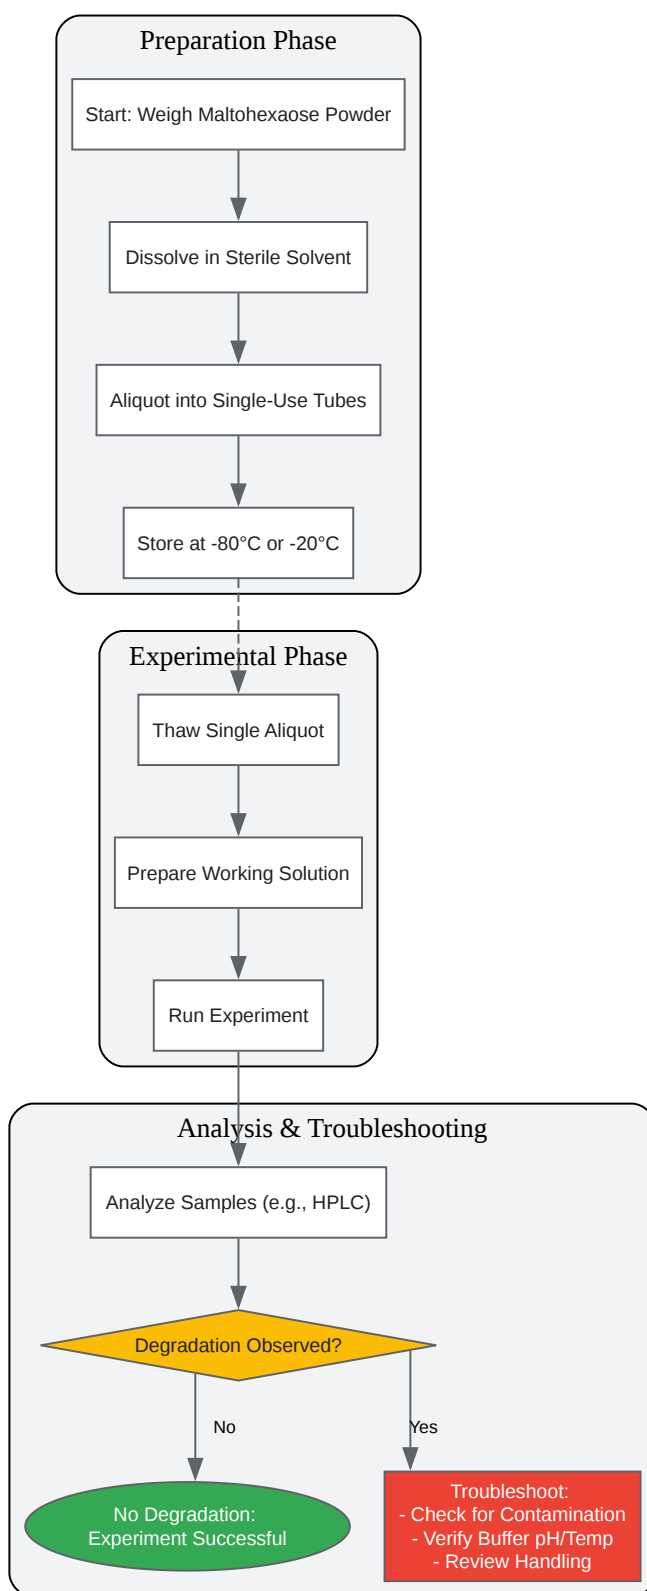 Preparation Phase
Start: Weigh Maltohexaose Powder
Dissolve in Sterile Solvent
Aliquot into Single-Use Tubes
Store at -80°C or -20°C
Experimental Phase
Thaw Single Aliquot
Prepare Working Solution
Run Experiment
Analysis & Troubleshooting
Analyze Samples (e.g., HPLC)
Degradation Observed?
No
Yes
No Degradation:
Experiment Successful
Troubleshoot:
- Check for Contamination
- Verify Buffer pH/Temp
- Review Handling